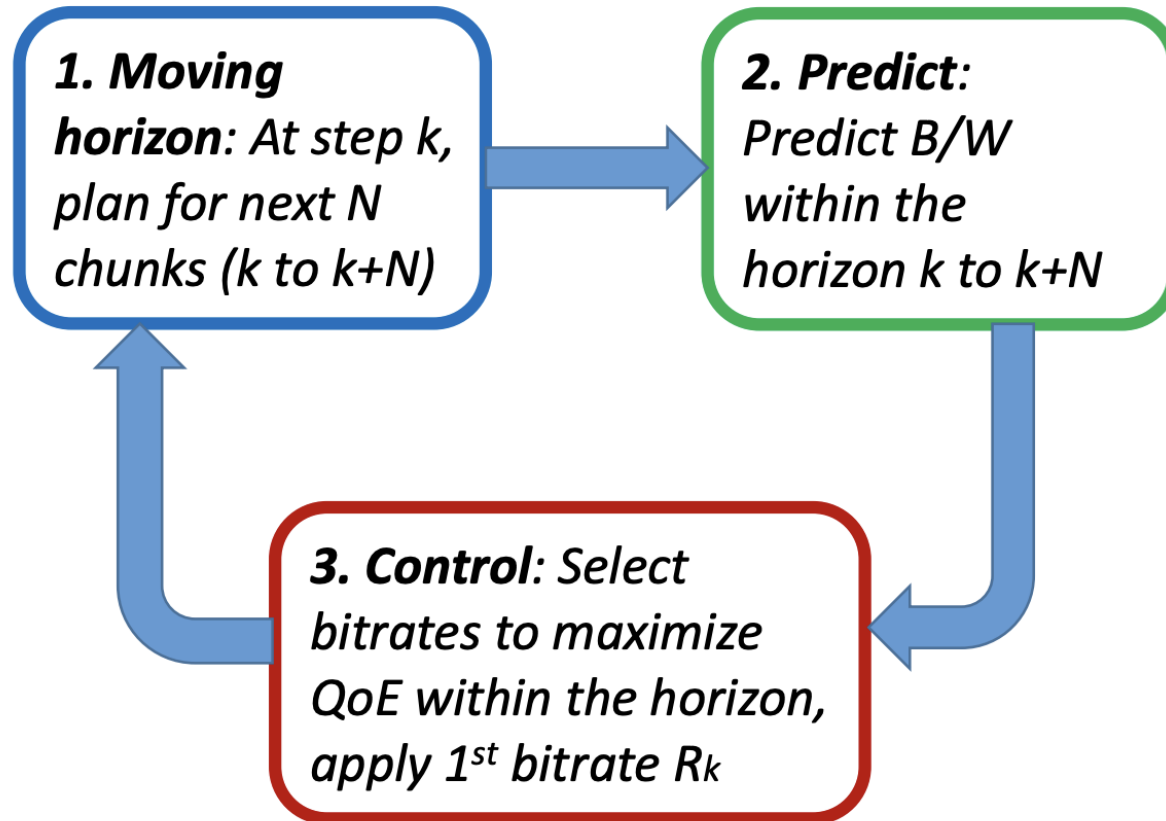 1. Moving
horizon: At step k,
plan for next N
chunks (k to k+N)
2. Predict:
Predict B/W
within the
horizon k to k+N
3. Control: Select
bitrates to maximize
QoE within the horizon,
apply 1st bitrate Rk